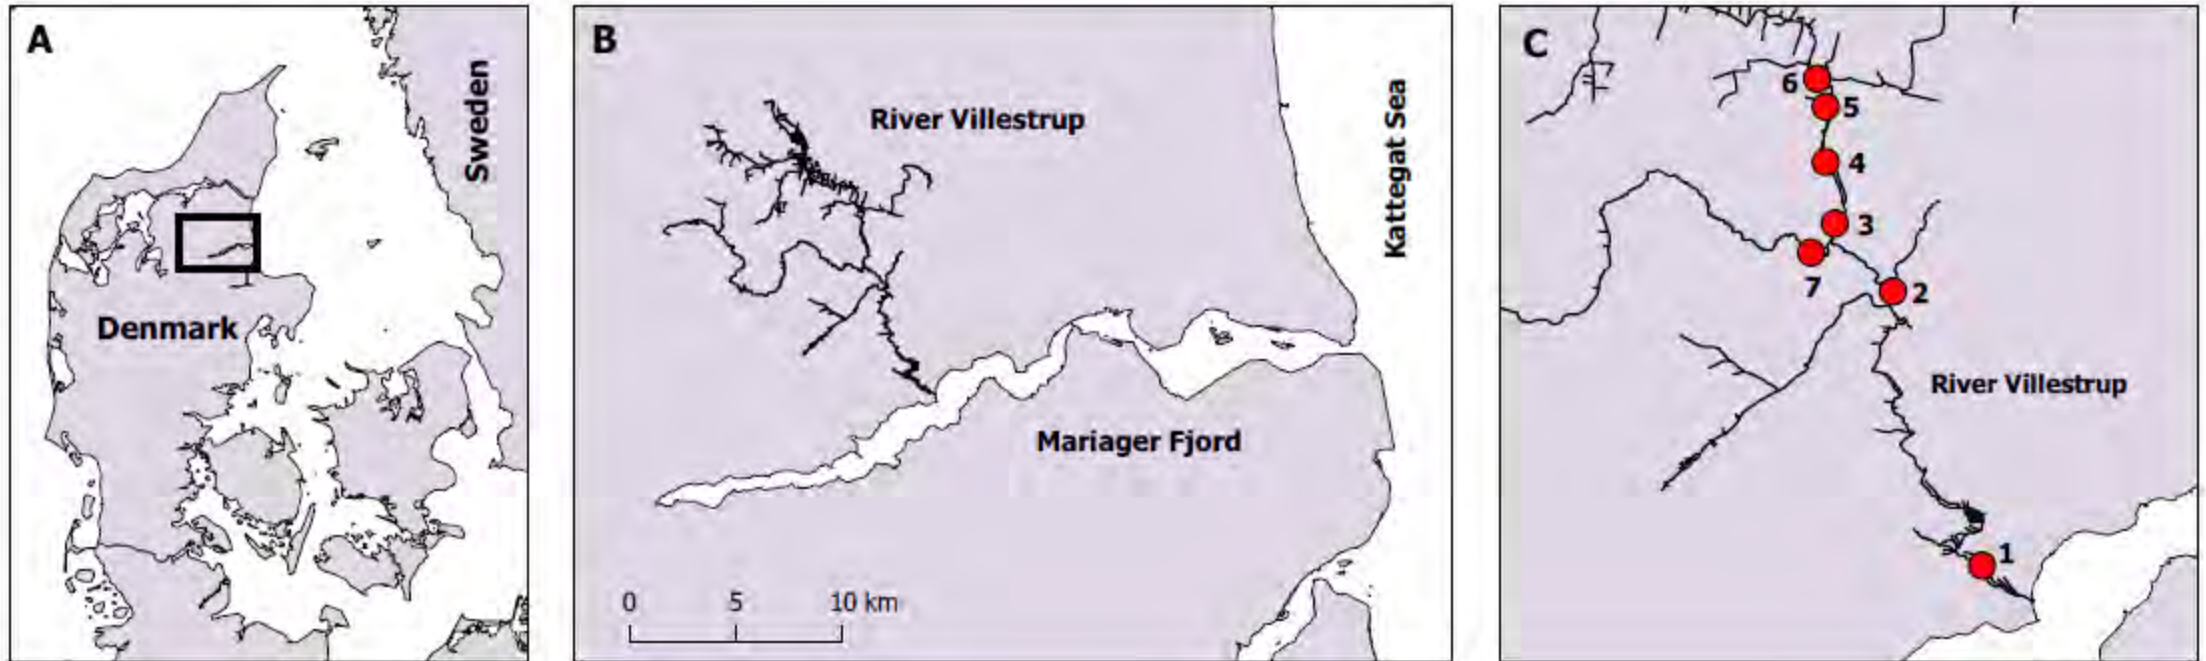 A
Sweden
Denmark
B
River Villestrup
Kattegat Sea
Mariager Fjord
0 5 10 km
C
6
5
4
3
7
2
River Villestrup
1